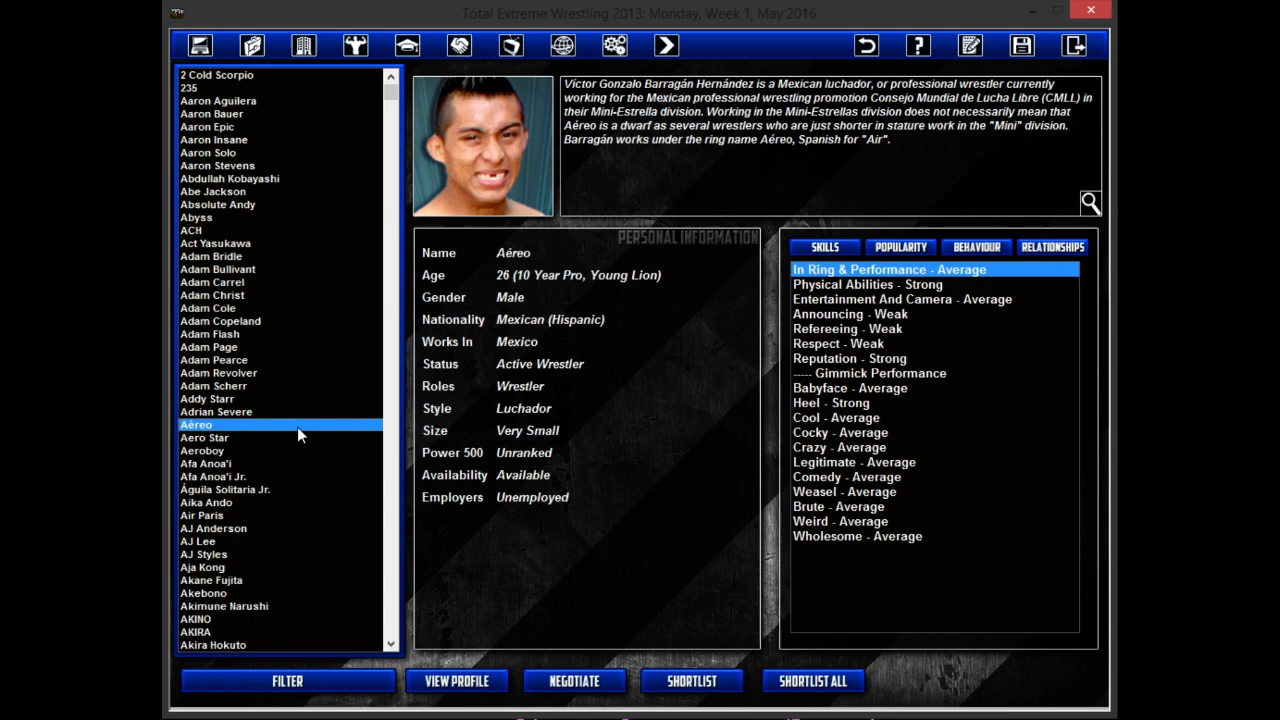 Total Extreme Wrestling 2013: Monday, Week 1, May 2016
2 Cold Scorpio
235
Aaron Aguilera
Aaron Bauer
Aaron Epic
Aaron Insane
Aaron Solo
Aaron Stevens
Abdullah Kobayashi
Abe Jackson
Absolute Andy
Abyss
ACH
Act Yasukawa
Adam Bridle
Adam Bullivant
Adam Carrel
Adam Christ
Adam Cole
Adam Copeland
Adam Flash
Adam Page
Adam Pearce
Adam Revolver
Adam Scherr
Addy Starr
Adrian Severe
Aéreo
Aero Star
Aeroboy
Afa Anoa'i
Afa Anoa'i Jr.
Águila Solitaria Jr.
Aika Ando
Air Paris
AJ Anderson
AJ Lee
AJ Styles
Aja Kong
Akane Fujita
Akebono
Akimune Narushi
AKINO
AKIRA
Akira Hokuto
Víctor Gonzalo Barragán Hernández is a Mexican luchador, or professional wrestler currently
working for the Mexican professional wrestling promotion Consejo Mundial de Lucha Libre (CMLL) in
their Mini-Estrella division. Working in the Mini-Estrellas division does not necessarily mean that
Aéreo is a dwarf as several wrestlers who are just shorter in stature work in the "Mini" division.
Barragán works under the ring name Aéreo, Spanish for "Air".
PERSONAL INFORMATION
Name Aéreo
Age 26 (10 Year Pro, Young Lion)
Gender Male
Nationality Mexican (Hispanic)
Works In Mexico
Status Active Wrestler
Roles Wrestler
Style Luchador
Size Very Small
Power 500 Unranked
Availability Available
Employers Unemployed
SKILLS POPULARITY BEHAVIOUR RELATIONSHIPS
In Ring & Performance - Average
Physical Abilities - Strong
Entertainment And Camera - Average
Announcing - Weak
Refereeing - Weak
Respect - Weak
Reputation - Strong
----- Gimmick Performance
Babyface - Average
Heel - Strong
Cool - Average
Cocky - Average
Crazy - Average
Legitimate - Average
Comedy - Average
Weasel - Average
Brute - Average
Weird - Average
Wholesome - Average
FILTER VIEW PROFILE NEGOTIATE SHORTLIST SHORTLIST ALL